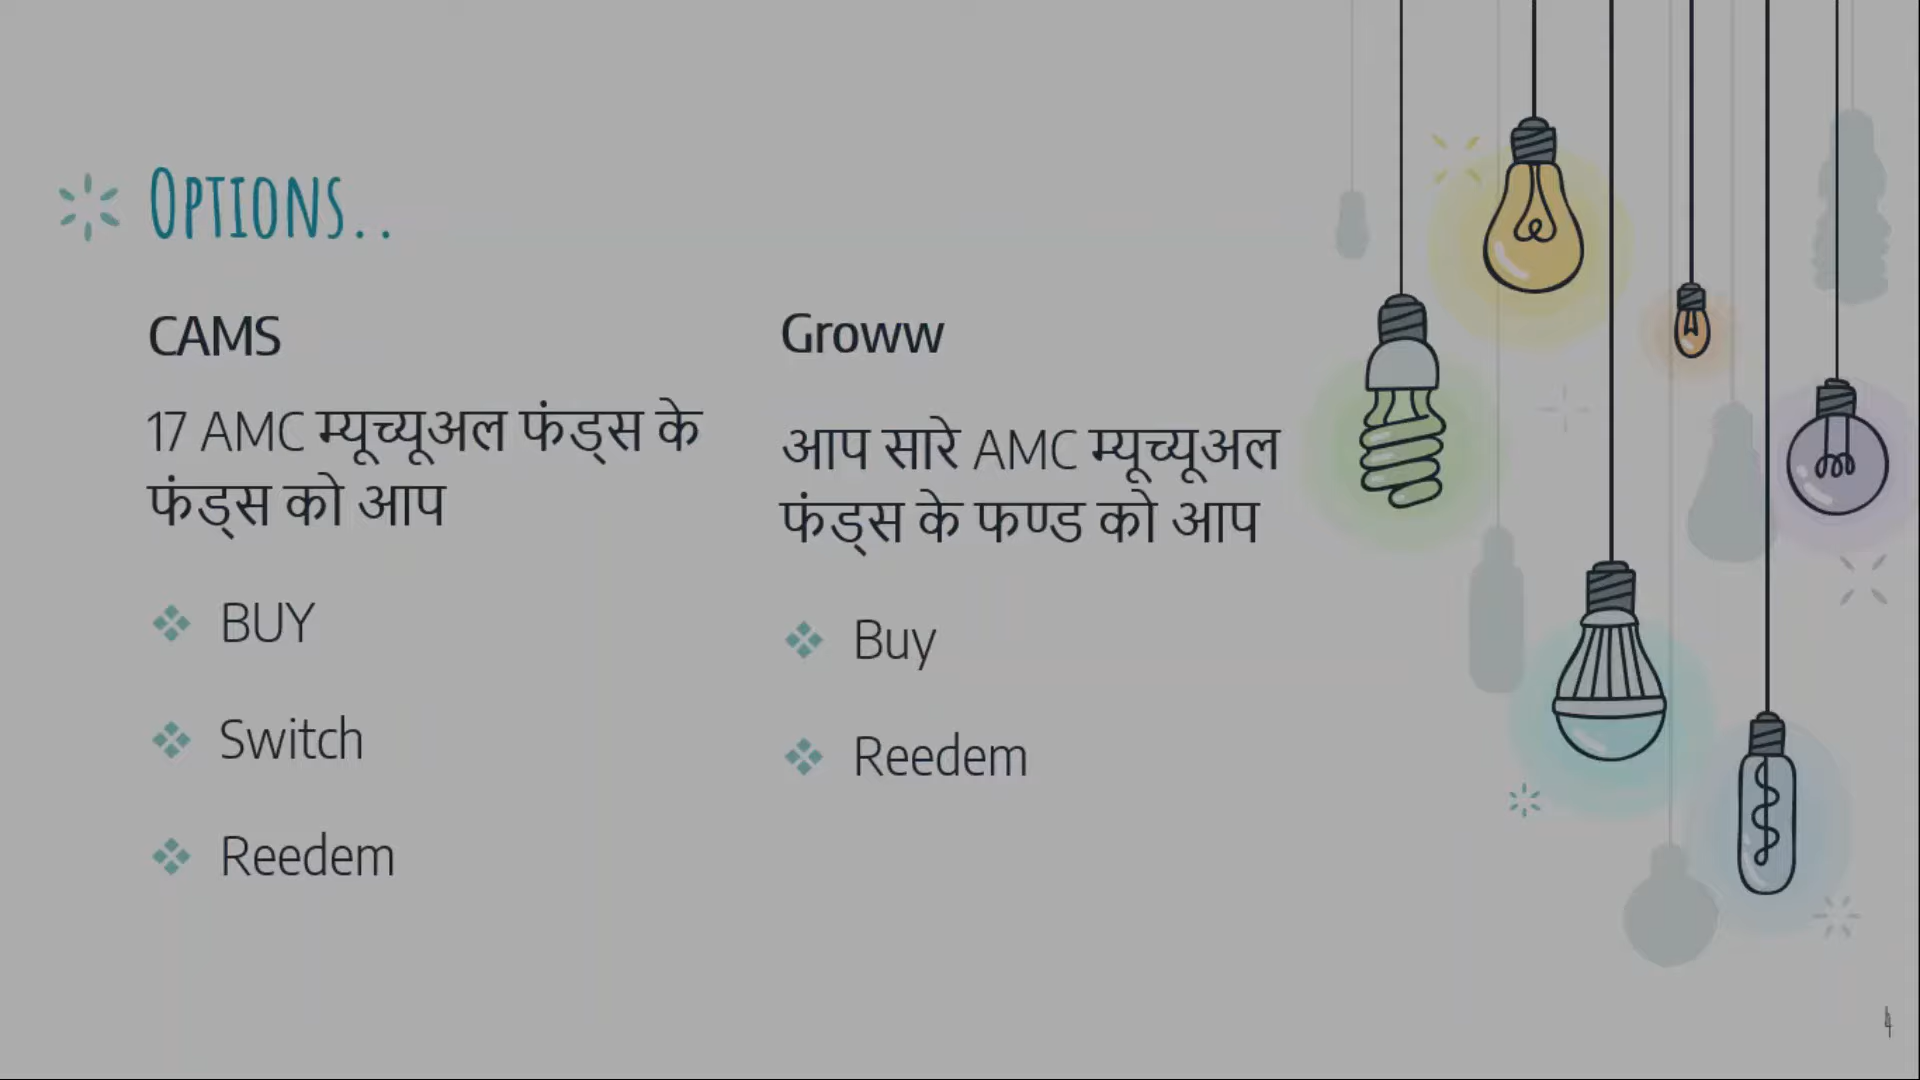 Options..
CAMS
17 AMC म्यूच्यूअल फंड्स के
फंड्स को आप
BUY
Switch
Reedem
Groww
आप सारे AMC म्यूच्यूअल
फंड्स के फण्ड को आप
Buy
Reedem